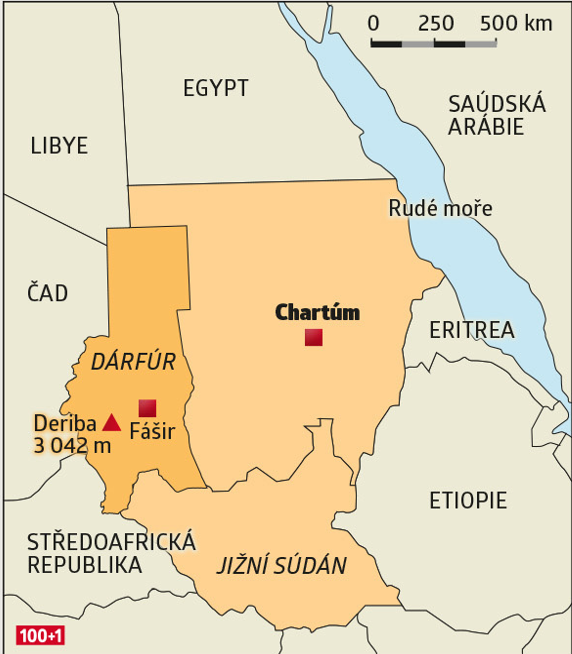 0 250 500 km
EGYPT
SAÚDSKÁ
ARÁBIE
LIBYE
Rudé moře
ČAD
Chartúm
ERITREA
DÁRFÚR
Deriba
3 042 m
Fášir
ETIOPIE
STŘEDOAFRICKÁ
REPUBLIKA
JIŽNÍ SÚDÁN
100+1